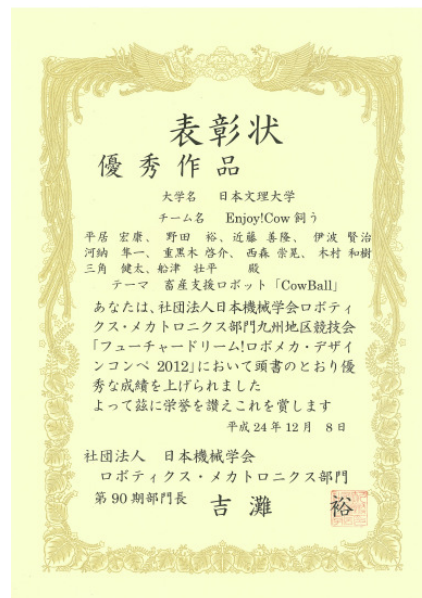 表彰状
優秀作品
大学名 日本文理大学
チーム名 Enjoy!Cow 飼う
平居 宏康、 野田 裕、近藤 善隆、 伊波 賢治
河納 隼一、 重黒木 啓介、 西森 崇晃、 木村 和樹
三角 健太、船津 壮平 殿
テーマ 畜産支援ロボット「CowBall」
あなたは、社団法人日本機械学会ロボティ
クス・メカトロニクス部門九州地区競技会
「フューチャードリーム!ロボメカ・デザイ
ンコンペ 2012」において頭書のとおり優
秀な成績を上げられました
よって茲に栄誉を讃えこれを賞します
平成24年12月 8日
社団法人 日本機械学会
ロボティクス・メカトロニクス部門
第90期部門長 吉灘 裕